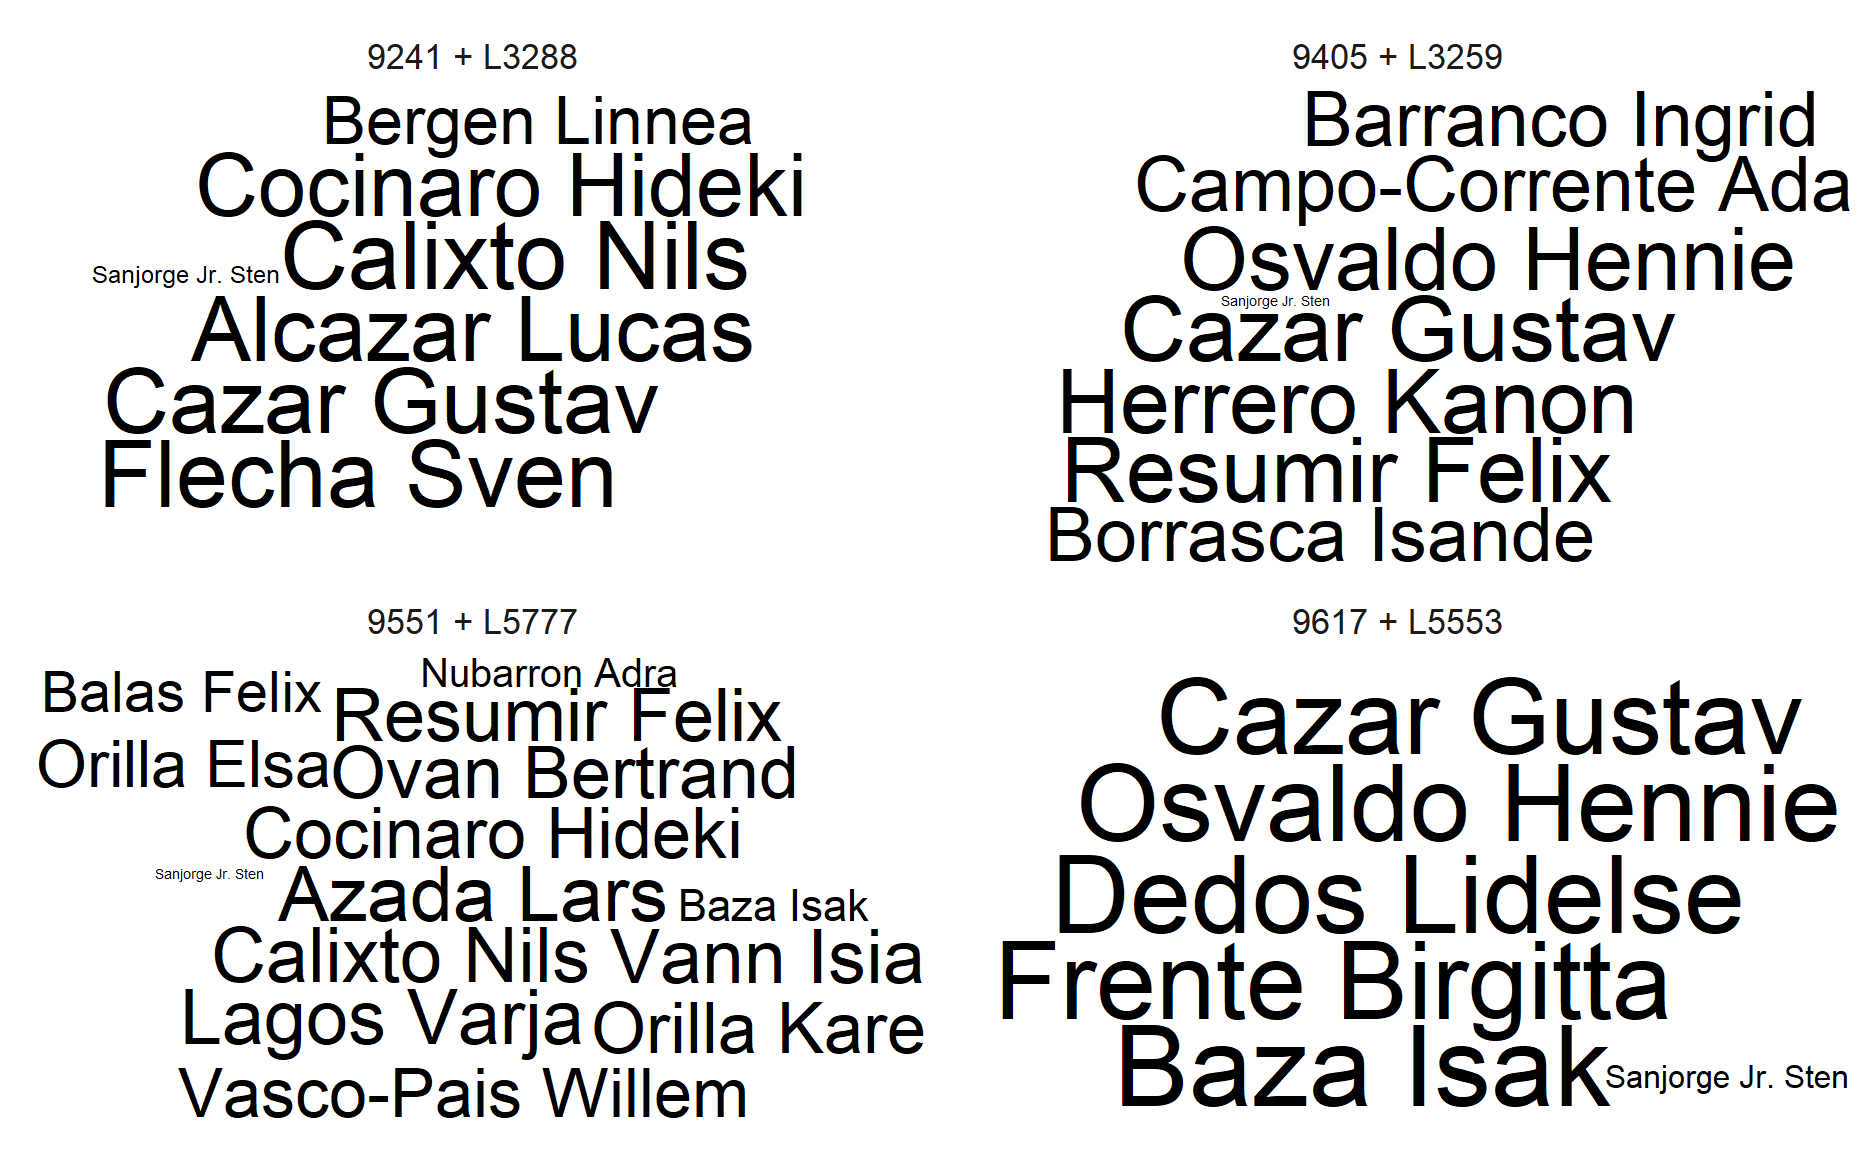 9241 + L3288
Bergen Linnea
Cocinaro Hideki
Calixto Nils
Sanjorge Jr. Sten
Alcazar Lucas
Cazar Gustav
Flecha Sven
9405 + L3259
Barranco Ingrid
Campo-Corrente Ada
Osvaldo Hennie
Sanjorge Jr. Sten
Cazar Gustav
Herrero Kanon
Resumir Felix
Borrasca Isande
9551 + L5777
Nubarron Adra
Balas Felix
Resumir Felix
Orilla Elsa
Ovan Bertrand
Cocinaro Hideki
Sanjorge Jr. Sten
Azada Lars
Baza Isak
Calixto Nils
Vann Isia
Lagos Varja
Orilla Kare
Vasco-Pais Willem
9617 + L5553
Cazar Gustav
Osvaldo Hennie
Dedos Lidelse
Frente Birgitta
Baza Isak
Sanjorge Jr. Sten